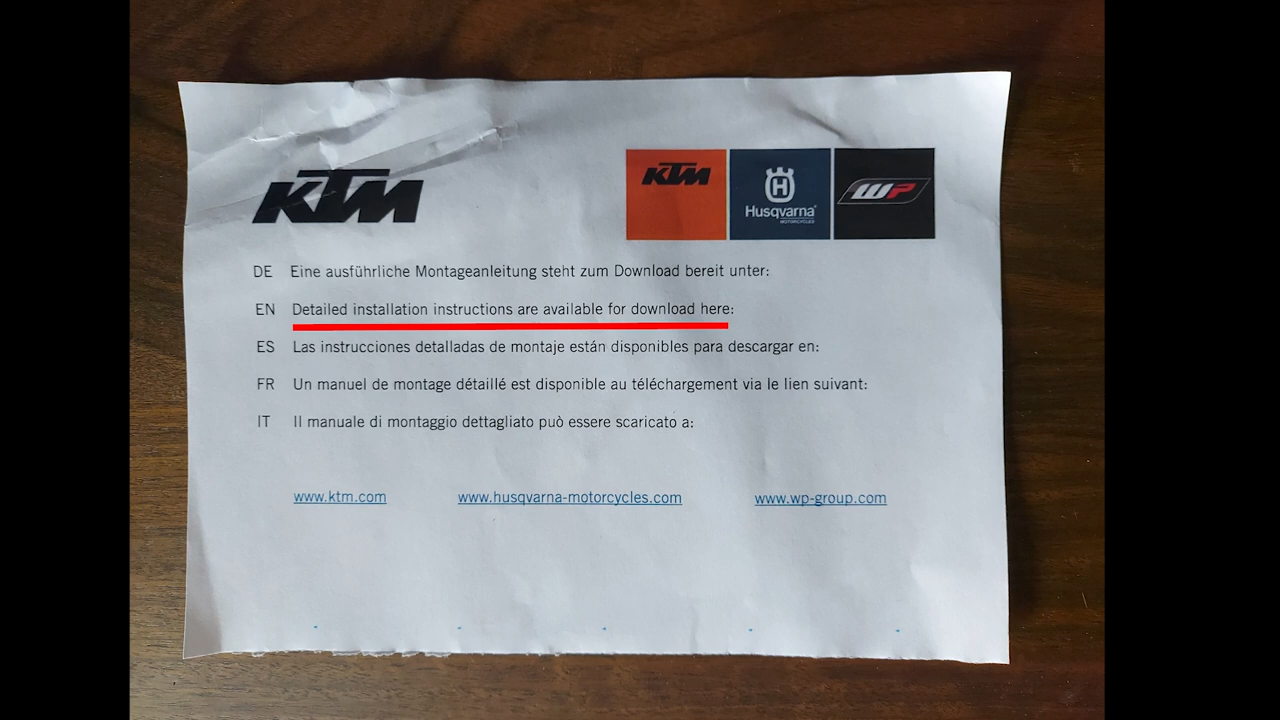 KTM
KTM
Husqvarna
MOTORCYCLES
WP
DE Eine ausführliche Montageanleitung steht zum Download bereit unter:
EN Detailed installation instructions are available for download here:
ES Las instrucciones detalladas de montaje están disponibles para descargar en:
FR Un manuel de montage détaillé est disponible au téléchargement via le lien suivant:
IT Il manuale di montaggio dettagliato può essere scaricato a:
www.ktm.com www.husqvarna-motorcycles.com www.wp-group.com